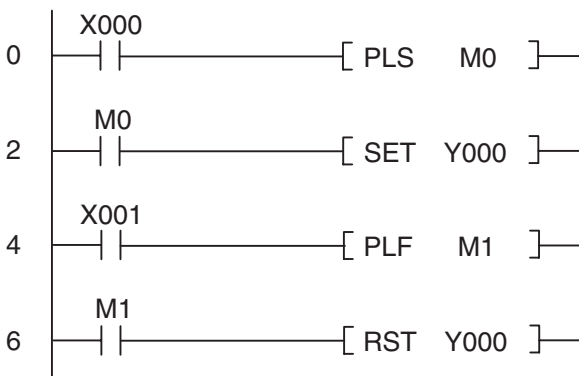 X000
0 PLS M0
M0
2 SET Y000
X001
4 PLF M1
M1
6 RST Y000